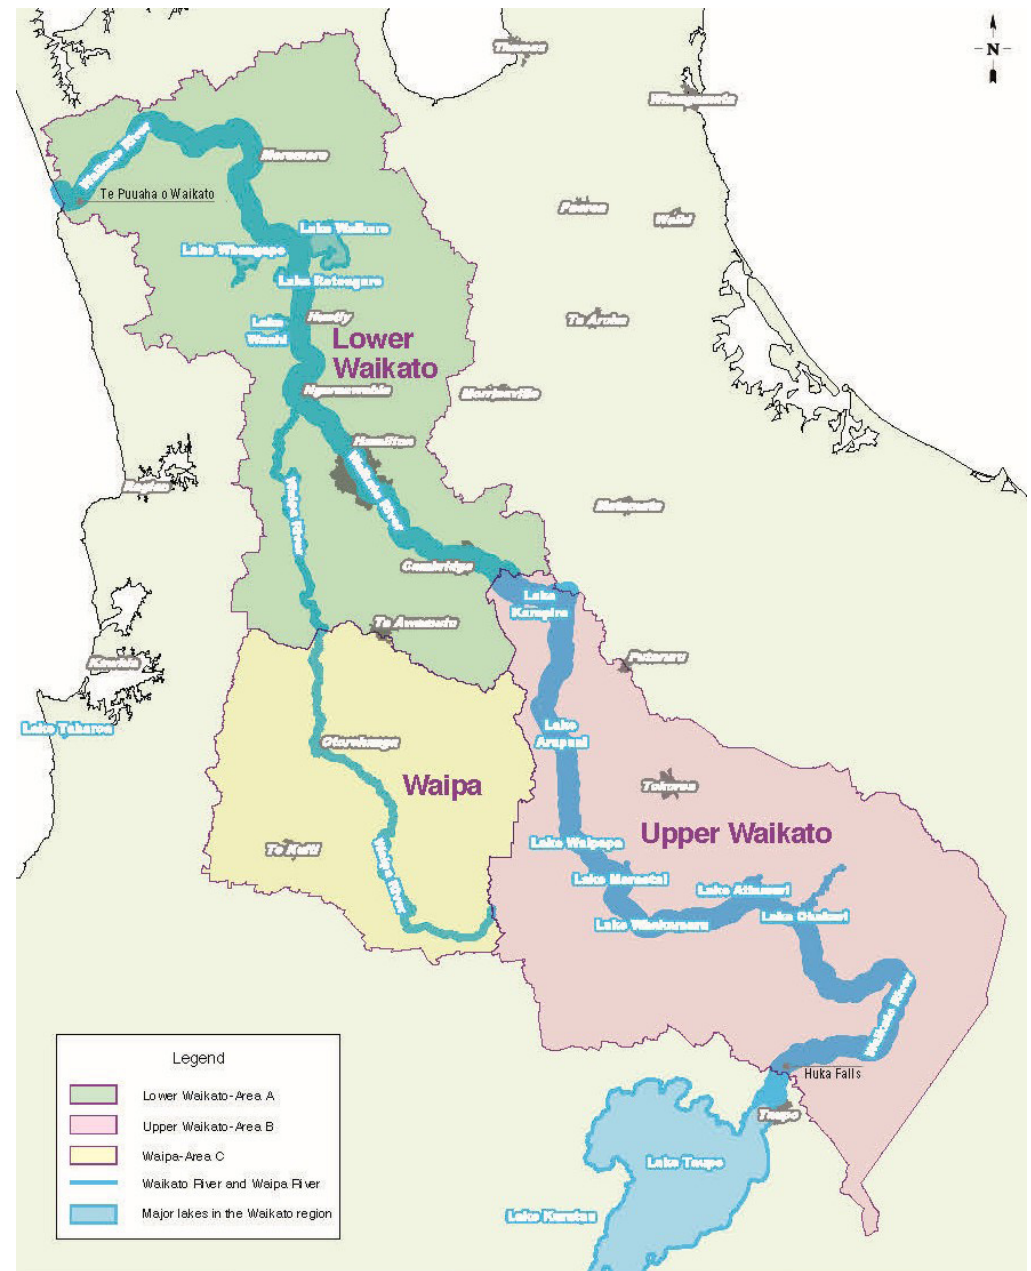 Thames
N
Whangamata
Waikato River
Maramarua
Te Puuaha o Waikato
Paeroa
Waihi
Lake Waikare
Lake Whangape
Lake Rotongaro
Huntly
Lake
Waahi
Te Aroha
Lower
Waikato
Ngaruawahia
Morrinsville
Hamilton
Waikato River
Raglan
Waipa River
Matamata
Cambridge
Lake
Karapiro
Te Awamutu
Kawhia
Putaruru
Lake Taharoa
Lake
Arapuni
Otorohanga
Waipa
Tokoroa
Upper Waikato
Te Kuiti
Lake Waipapa
Waipa River
Lake Maraetai
Lake Atiamuri
Lake Ohakuri
Lake Whakamaru
Waikato River
Huka Falls
Taupo
Lake Taupo
Lake Kuratau
Legend
Lower Waikato-Area A
Upper Waikato-Area B
Waipa-Area C
Waikato River and Waipa River
Major lakes in the Waikato region